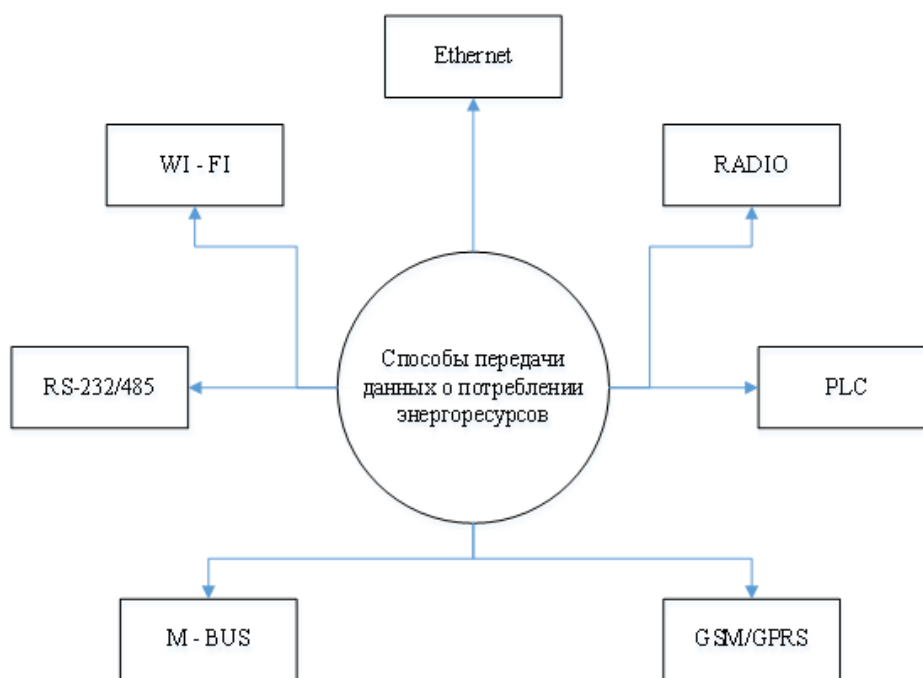 Ethernet
WI - FI
RADIO
Способы передачи
данных о потреблении
энергоресурсов
RS-232/485
PLC
M - BUS
GSM/GPRS